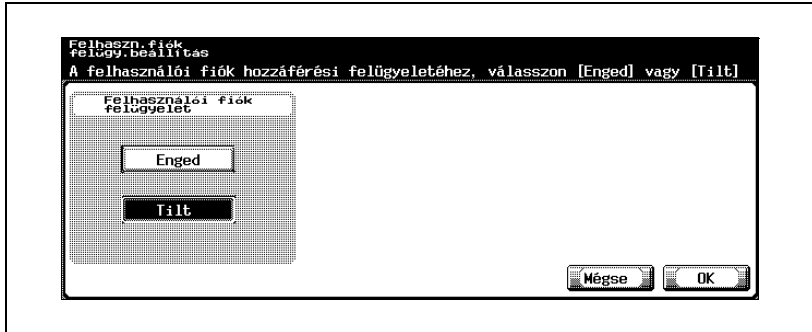 Felhaszn.fiók
felügy.beállítás
A felhasználói fiók hozzáférési felügyeletéhez, válasszon [Enged] vagy [Tilt]
Felhasználói fiók
felügyelet
Enged
Tilt
Mégse
OK